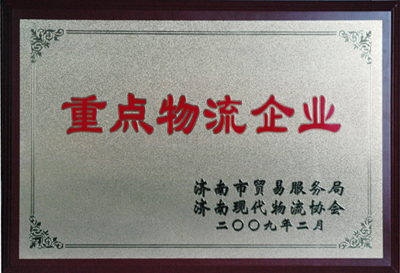 重点物流企业
济南市贸易服务局
济南现代物流协会
二〇〇九年二月